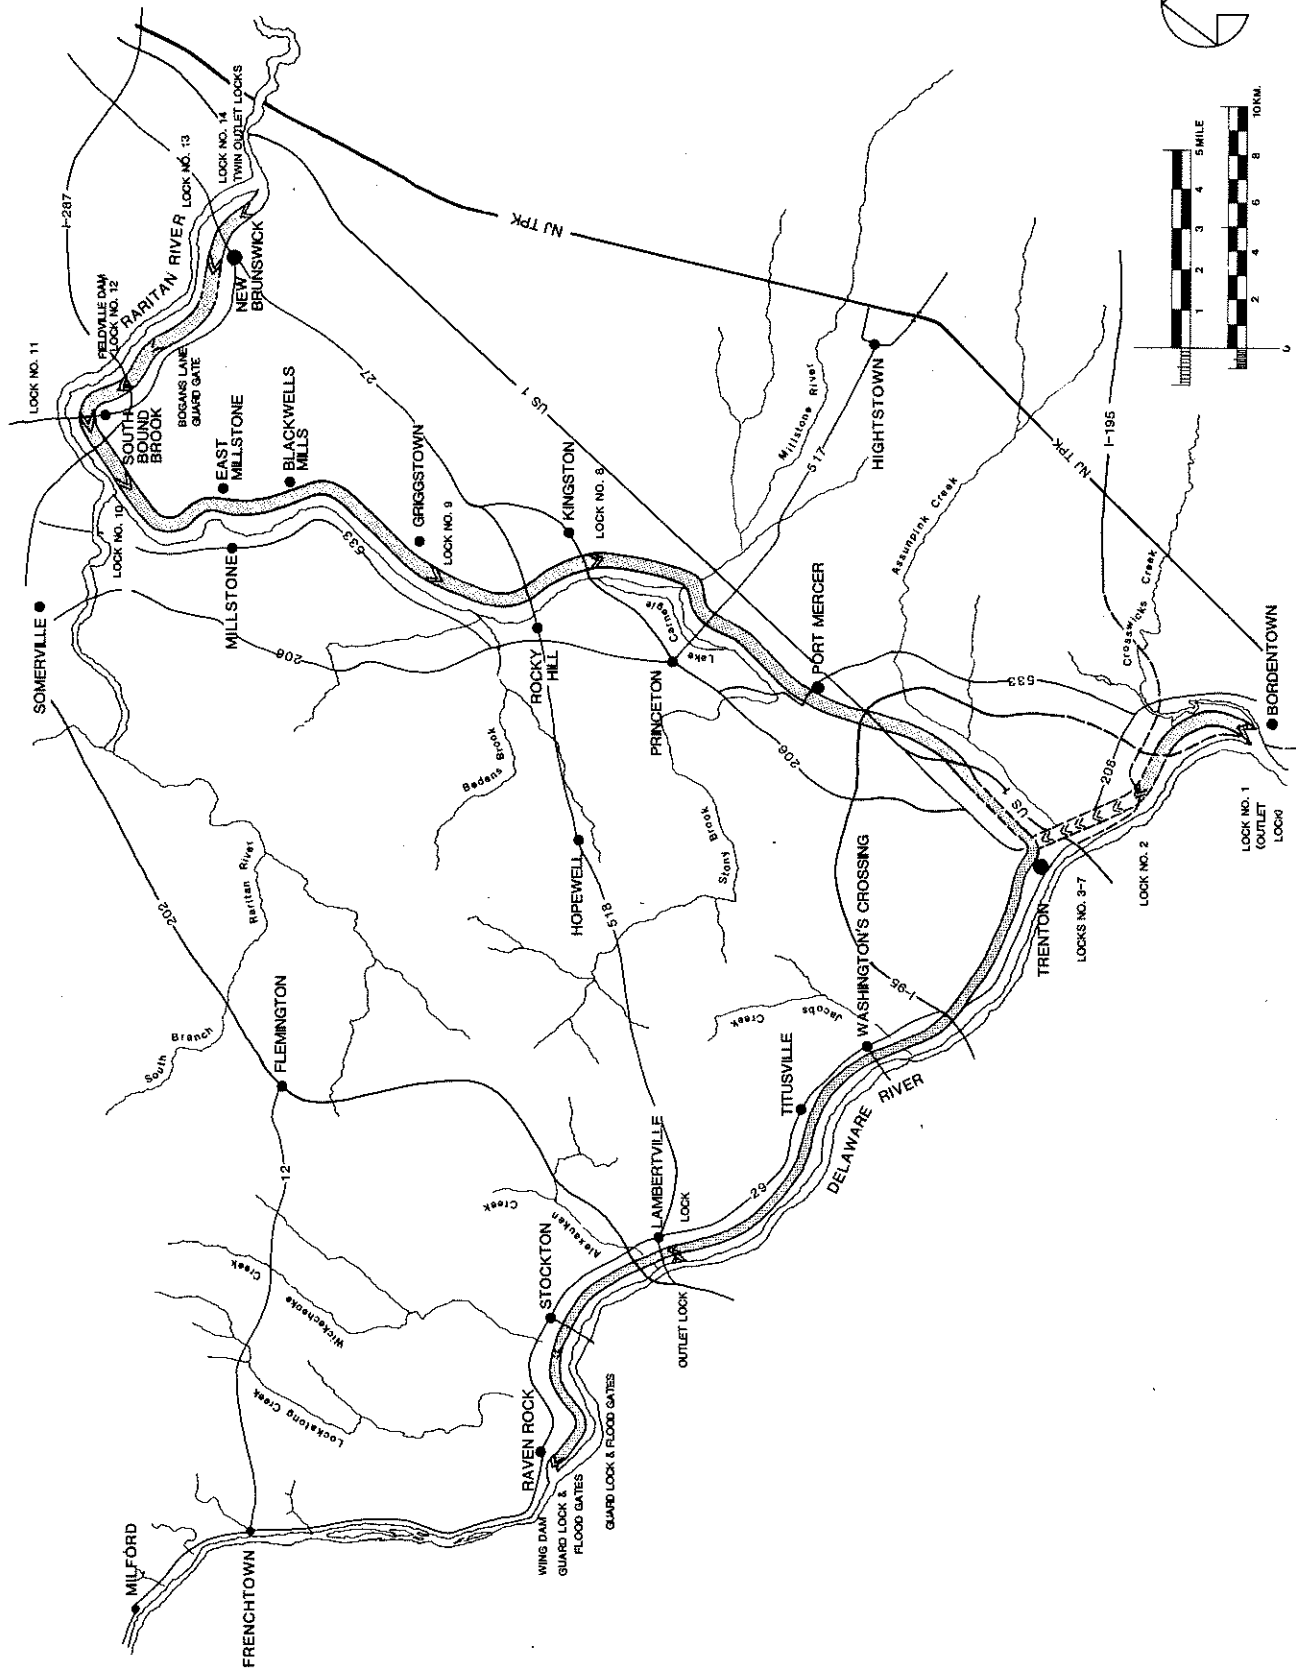 MILFORD
FRENCHTOWN
12
Lockatong Creek
Wickecheoke
Creek
RAVEN ROCK
WING DAM
GUARD LOCK &
FLOOD GATES
GUARD LOCK & FLOOD GATES
STOCKTON
Alexauken
Creek
OUTLET LOCK
LAMBERTVILLE
LOCK
29
FLEMINGTON
202
South Branch
Raritan River
SOMERVILLE
TITUSVILLE
DELAWARE RIVER
WASHINGTON'S CROSSING
Jacobs
Creek
I-95
HOPEWELL
518
Bedens Brook
Stony Brook
ROCKY
HILL
PRINCETON
206
206
Lake
Carnegie
MILLSTONE
533
LOCK NO. 10
LOCK NO. 11
SOUTH
BOUND
BROOK
FIELDVILLE DAM
LOCK NO. 12
BOGANS LANE
GUARD GATE
I-287
RARITAN RIVER
LOCK NO. 13
LOCK NO. 14
TWIN OUTLET LOCKS
NEW
BRUNSWICK
EAST
MILLSTONE
BLACKWELLS
MILLS
GRIGGSTOWN
LOCK NO. 9
27
KINGSTON
LOCK NO. 8
US 1
NJ TPK
Millstone River
517
HIGHTSTOWN
PORT MERCER
Assunpink Creek
NJ TPK
I-195
Crosswicks Creek
533
206
US 1
TRENTON
LOCKS NO. 3-7
LOCK NO. 2
LOCK NO. 1
(OUTLET
LOCK)
BORDENTOWN
0
1
2
3
4
5 MILE
2
4
6
8
10 KM.